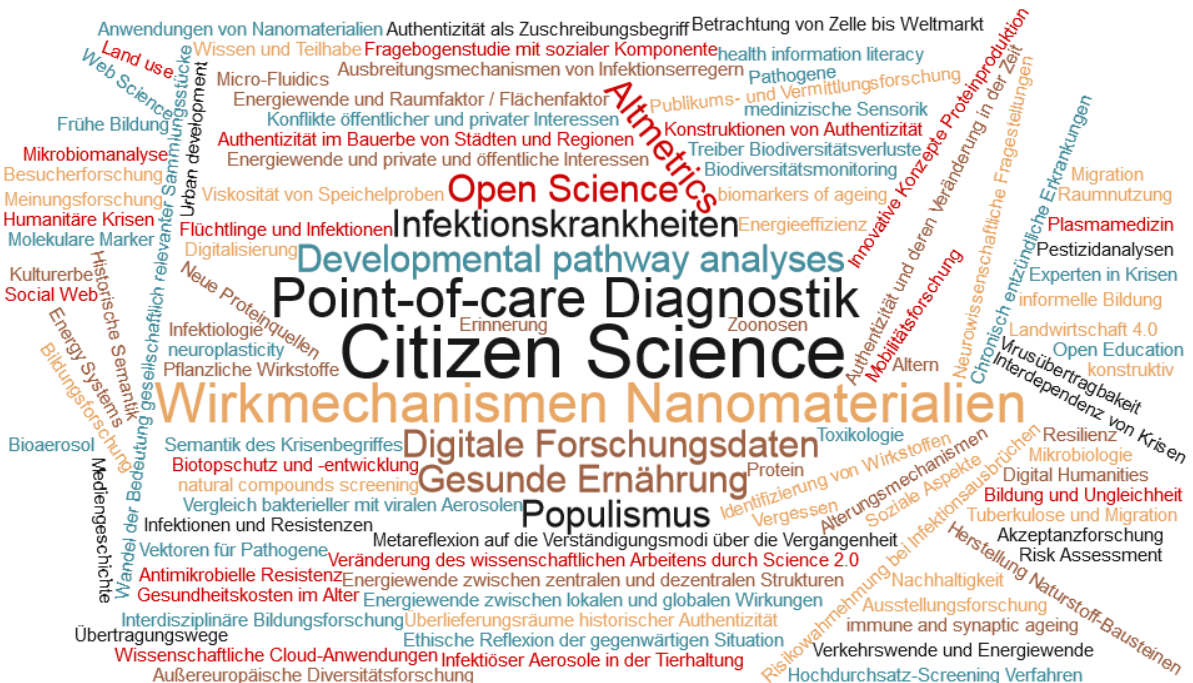 Anwendungen von Nanomaterialien
Authentizität als Zuschreibungsbegriff
Betrachtung von Zelle bis Weltmarkt
Land use
Wissen und Teilhabe
Fragebogenstudie mit sozialer Komponente
health information literacy
Web Science
Micro-Fluidics
Ausbreitungsmechanismen von Infektionserregern
Pathogene
Publikums- und Vermittlungsforschung
Energiewende und Raumfaktor / Flächenfaktor
Altmetrics
medinizische Sensorik
Frühe Bildung
Urban development
Konflikte öffentlicher und privater Interessen
Konstruktionen von Authentizität
Authentizität im Bauerbe von Städten und Regionen
Treiber Biodiversitätsverluste
Mikrobiomanalyse
Energiewende und private und öffentliche Interessen
Biodiversitätsmonitoring
Besucherforschung
Meinungsforschung
Viskosität von Speichelproben
Open Science
biomarkers of ageing
Innovative Konzepte Proteinproduktion
Migration
Raumnutzung
Humanitäre Krisen
Flüchtlinge und Infektionen
Infektionskrankheiten
Energieeffizienz
Plasmamedizin
Molekulare Marker
Digitalisierung
Developmental pathway analyses
Pestizidanalysen
Kulturerbe
Historische Semantik
Neue Proteinquellen
Experten in Krisen
Social Web
Point-of-care Diagnostik
informelle Bildung
Energy Systems
Infektiologie
Erinnerung
Zoonosen
Authentizität und deren Veränderung in der Zeit
Mobilitätsforschung
Neurowissenschaftliche Fragestellungen
Chronisch entzündliche Erkrankungen
Landwirtschaft 4.0
neuroplasticity
Citizen Science
Open Education
Bildungsforschung
Pflanzliche Wirkstoffe
Altern
konstruktiv
Virusübertragbekeit
Interdependenz von Krisen
Wirkmechanismen Nanomaterialien
Wandel der Bedeutung gesellschaftlich relevanter Sammlungsstücke
Bioaerosol
Semantik des Krisenbegriffes
Digitale Forschungsdaten
Toxikologie
Resilienz
Mikrobiologie
Biotopschutz und -entwicklung
Gesunde Ernährung
Protein
Identifizierung von Wirkstoffen
Alterungsmechanismen
Soziale Aspekte
Digital Humanities
natural compounds screening
Bildung und Ungleichheit
Mediengeschichte
Vergleich bakterieller mit viralen Aerosolen
Populismus
Vergessen
Tuberkulose und Migration
Infektionen und Resistenzen
Metareflexion auf die Verständigungsmodi über die Vergangenheit
Akzeptanzforschung
Vektoren für Pathogene
Veränderung des wissenschaftlichen Arbeitens durch Science 2.0
Risk Assessment
Antimikrobielle Resistenz
Energiewende zwischen zentralen und dezentralen Strukturen
Nachhaltigkeit
Gesundheitskosten im Alter
Energiewende zwischen lokalen und globalen Wirkungen
Risikowahrnehmung bei Infektionsausbrüchen
Herstellung Naturstoff-Bausteinen
Ausstellungsforschung
Interdisziplinäre Bildungsforschung
Überlieferungsräume historischer Authentizität
immune and synaptic ageing
Übertragungswege
Ethische Reflexion der gegenwärtigen Situation
Verkehrswende und Energiewende
Wissenschaftliche Cloud-Anwendungen
Infektiöser Aerosole in der Tierhaltung
Außereuropäische Diversitätsforschung
Hochdurchsatz-Screening Verfahren